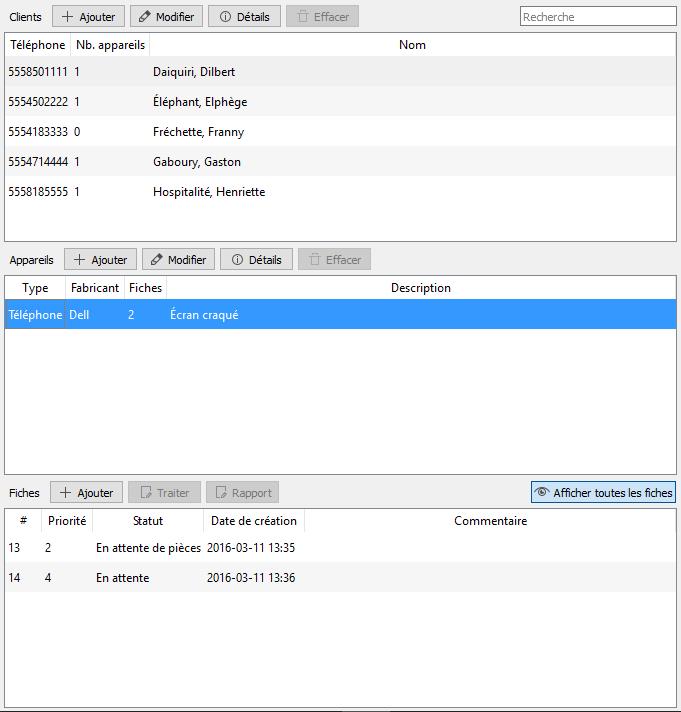 Clients Ajouter Modifier Détails Effacer Recherche
Téléphone Nb. appareils Nom
5558501111 1 Daiquiri, Dilbert
5554502222 1 Éléphant, Elphège
5554183333 0 Fréchette, Franny
5554714444 1 Gaboury, Gaston
5558185555 1 Hospitalité, Henriette
Appareils Ajouter Modifier Détails Effacer
Type Fabricant Fiches Description
Téléphone Dell 2 Écran craqué
Fiches Ajouter Traiter Rapport Afficher toutes les fiches
# Priorité Statut Date de création Commentaire
13 2 En attente de pièces 2016-03-11 13:35
14 4 En attente 2016-03-11 13:36